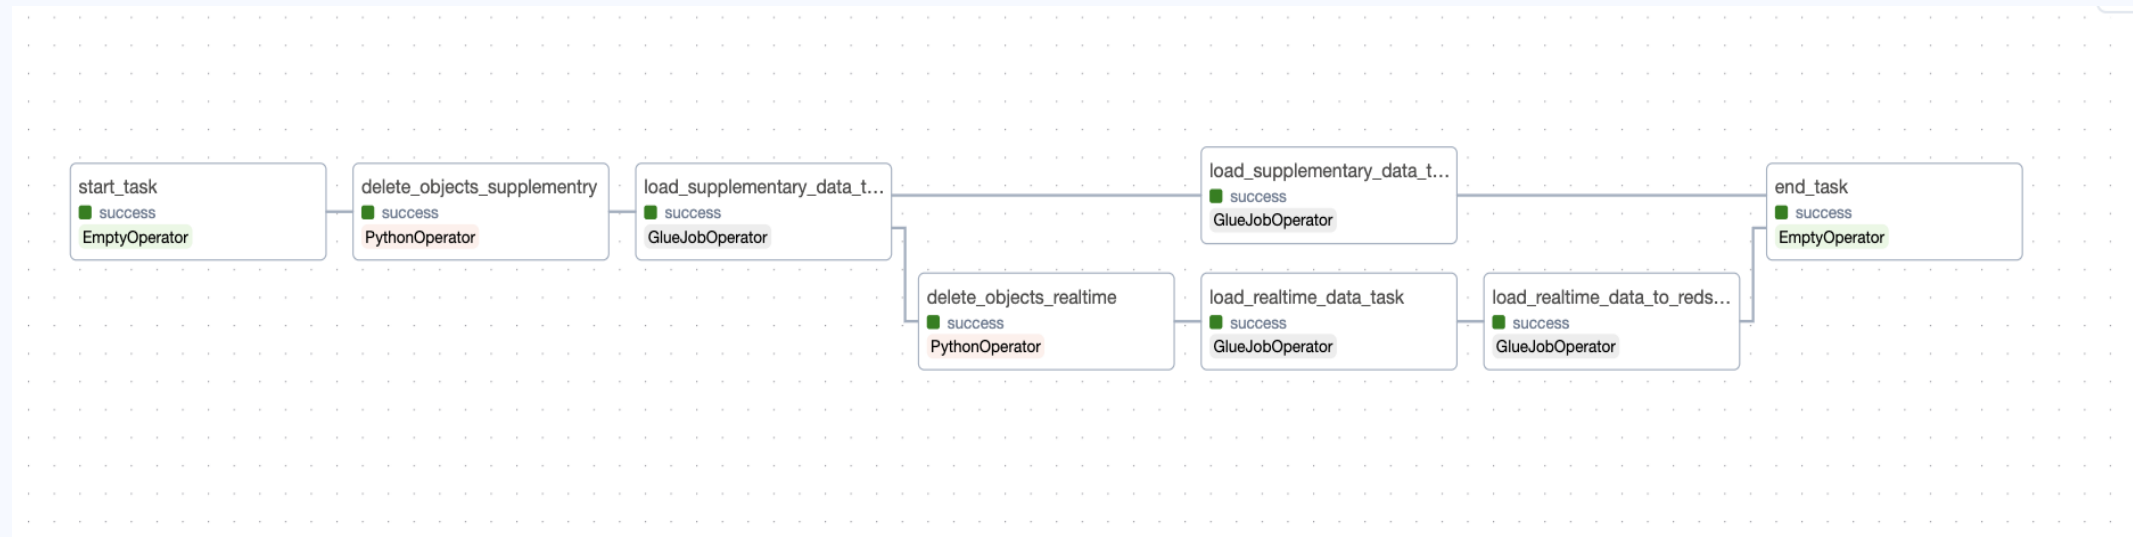 start_task
success
EmptyOperator
delete_objects_supplementry
success
PythonOperator
load_supplementary_data_t...
success
GlueJobOperator
load_supplementary_data_t...
success
GlueJobOperator
delete_objects_realtime
success
PythonOperator
load_realtime_data_task
success
GlueJobOperator
load_realtime_data_to_reds...
success
GlueJobOperator
end_task
success
EmptyOperator